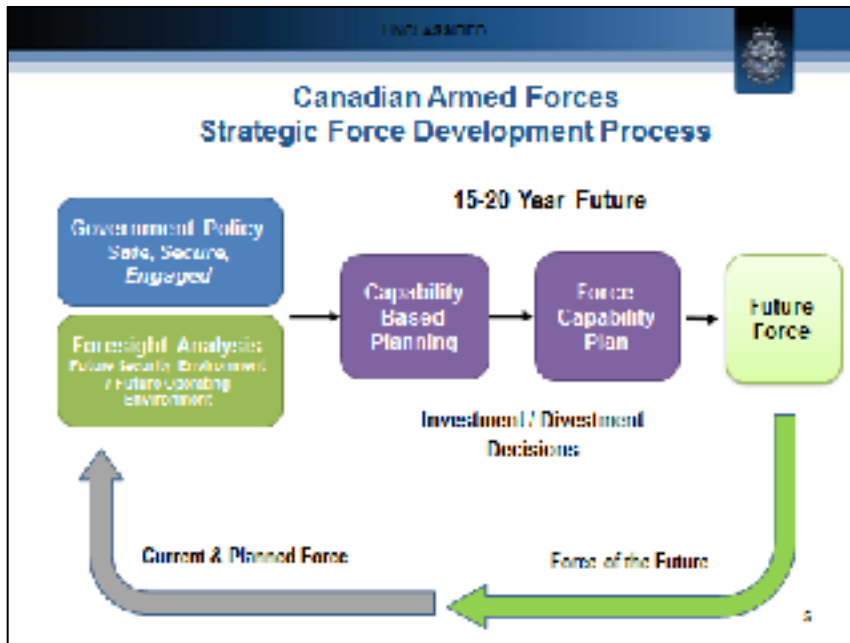 UNCLASSIFIED
Canadian Armed Forces
Strategic Force Development Process
15-20 Year Future
Government Policy
Safe, Secure,
Engaged
Foresight Analysis
Future Security Environment
/ Future Operating
Environment
Capability
Based
Planning
Force
Capability
Plan
Future
Force
Investment / Divestment
Decisions
Current & Planned Force
Force of the Future
5